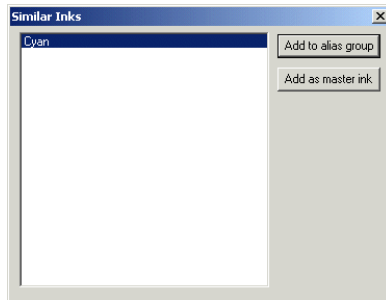 Similar Inks
Cyan
Add to alias group
Add as master ink